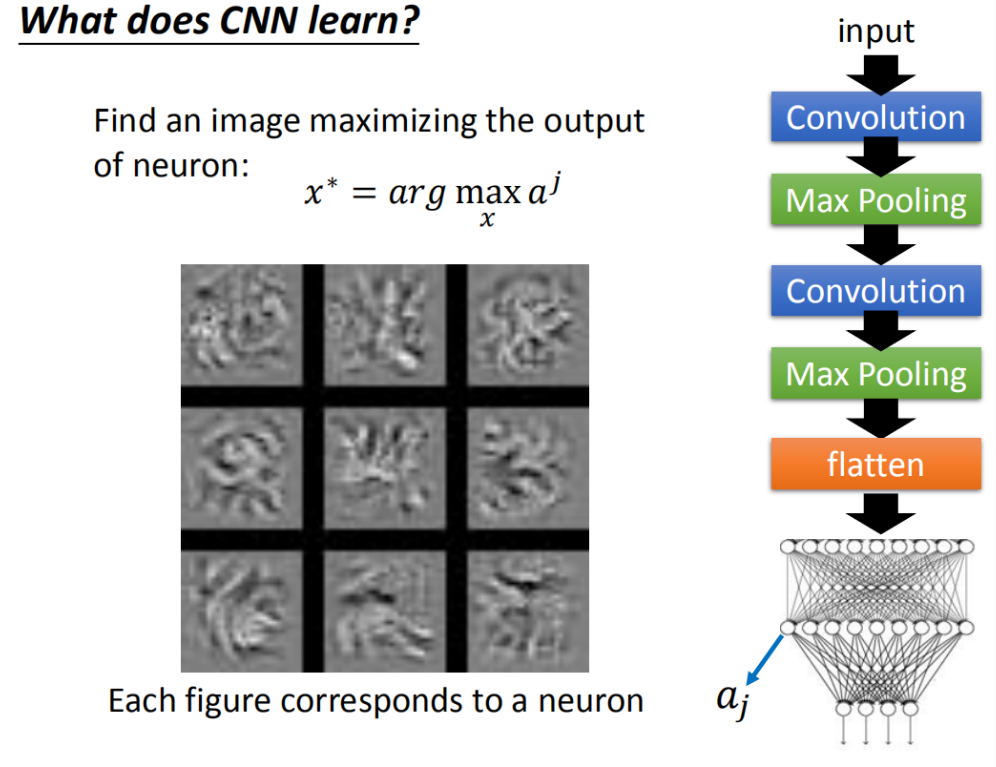 What does CNN learn?
Find an image maximizing the output
of neuron:
x* = arg max a^j
x
Each figure corresponds to a neuron
input
Convolution
Max Pooling
Convolution
Max Pooling
flatten
a_j